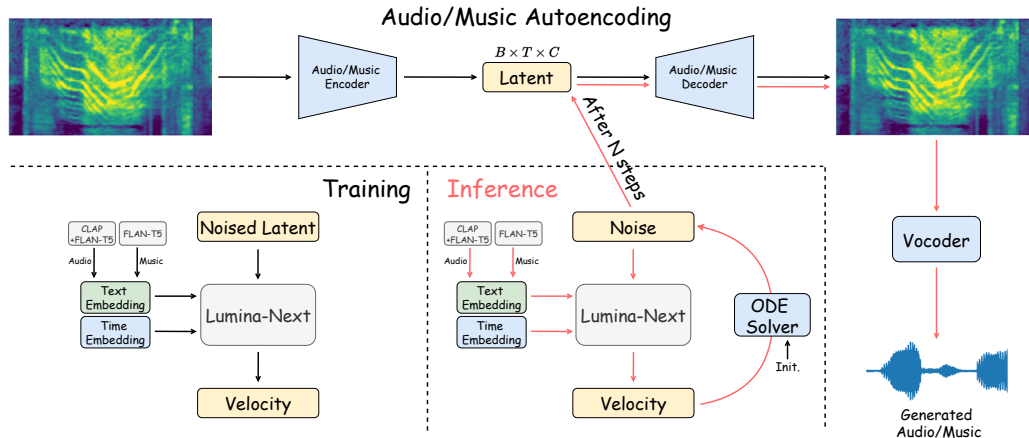 Audio/Music Autoencoding
Audio/Music
Encoder
B × T × C
Latent
Audio/Music
Decoder
After N steps
Training
CLAP
+FLAN-T5
FLAN-T5
Audio
Music
Text
Embedding
Time
Embedding
Noised Latent
Lumina-Next
Velocity
Inference
CLAP
+FLAN-T5
FLAN-T5
Audio
Music
Text
Embedding
Time
Embedding
Noise
Lumina-Next
Velocity
ODE
Solver
Init.
Vocoder
Generated
Audio/Music